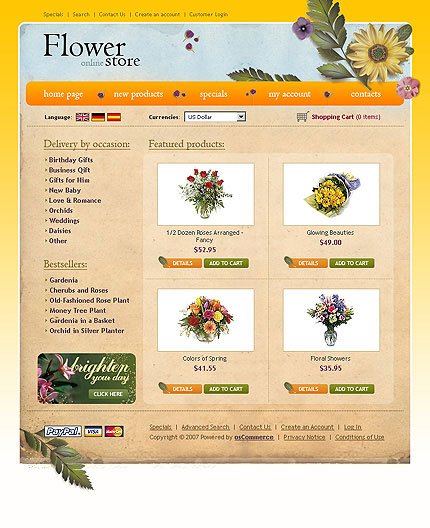 Specials | Search | Contact Us | Create an account | Customer Login
Flower
online store
home page
new products
specials
my account
contacts
Language:
Currencies: US Dollar
Shopping Cart (0 items)
Delivery by occasion:
Birthday Gifts
Business Qift
Gifts for Him
New Baby
Love & Romance
Orchids
Weddings
Daisies
Other
Bestsellers:
Gardenia
Cherubs and Roses
Old-Fashioned Rose Plant
Money Tree Plant
Gardenia in a Basket
Orchid in Silver Planter
brighten
your day!
CLICK HERE
Featured products:
1/2 Dozen Roses Arranged -
Fancy
$52.95
DETAILS ADD TO CART
Glowing Beauties
$49.00
DETAILS ADD TO CART
Colors of Spring
$41.55
DETAILS ADD TO CART
Floral Showers
$35.95
DETAILS ADD TO CART
PayPal VISA MasterCard
Specials | Advanced Search | Contact Us | Create an Account | Log In
Copyright © 2007 Powered by osCommerce | Privacy Notice | Conditions of Use